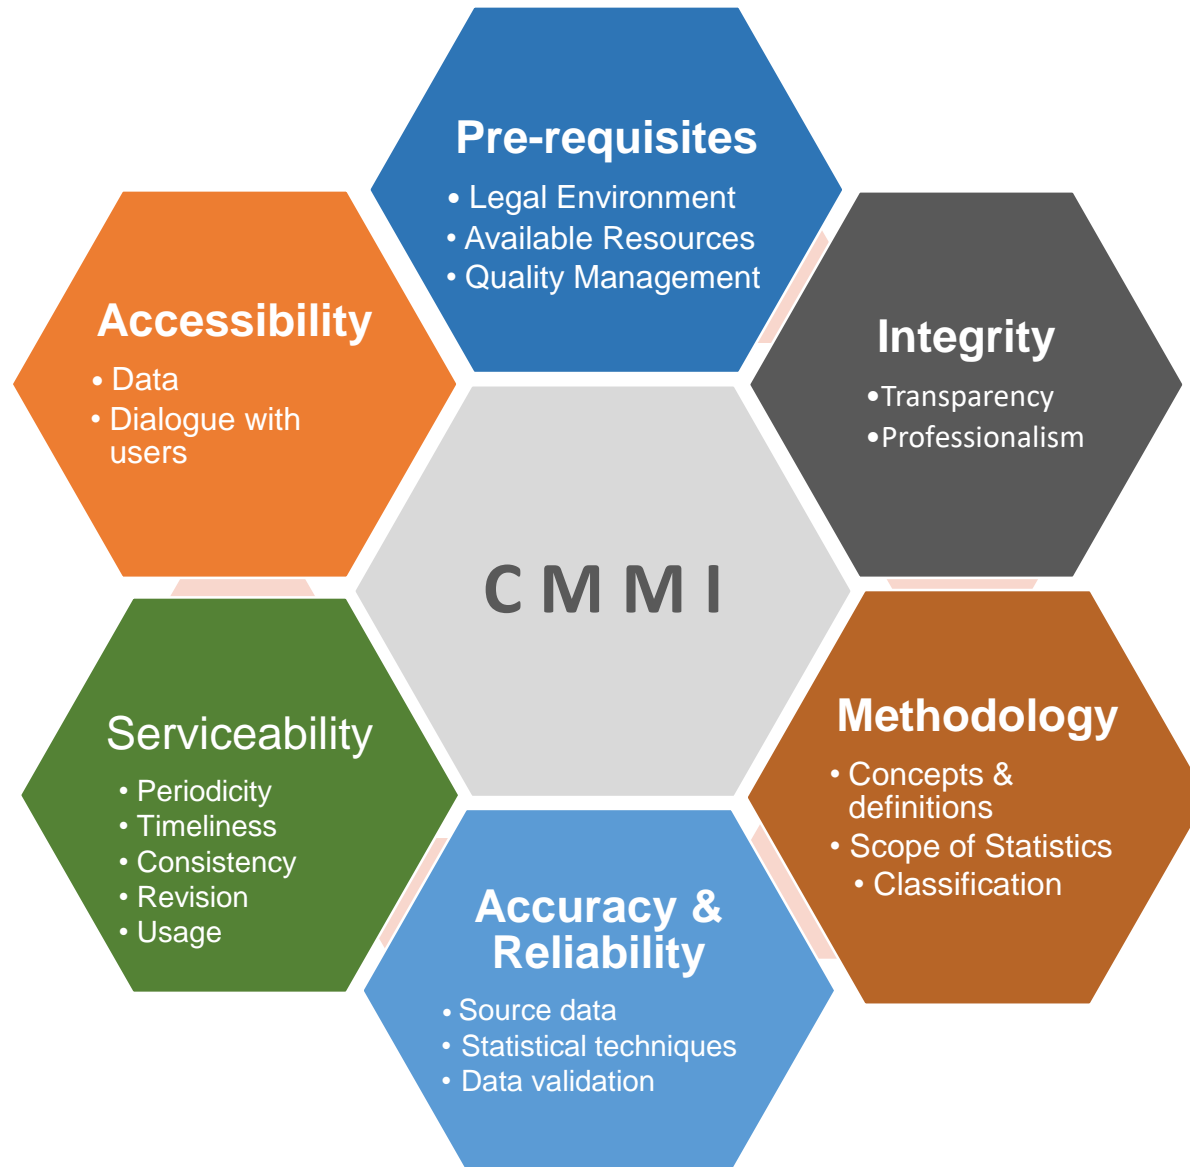 Pre-requisites
• Legal Environment
• Available Resources
• Quality Management
Integrity
•Transparency
•Professionalism
Methodology
• Concepts &
definitions
• Scope of Statistics
• Classification
Accuracy &
Reliability
• Source data
• Statistical techniques
• Data validation
Serviceability
• Periodicity
• Timeliness
• Consistency
• Revision
• Usage
Accessibility
• Data
• Dialogue with
users
C M M I